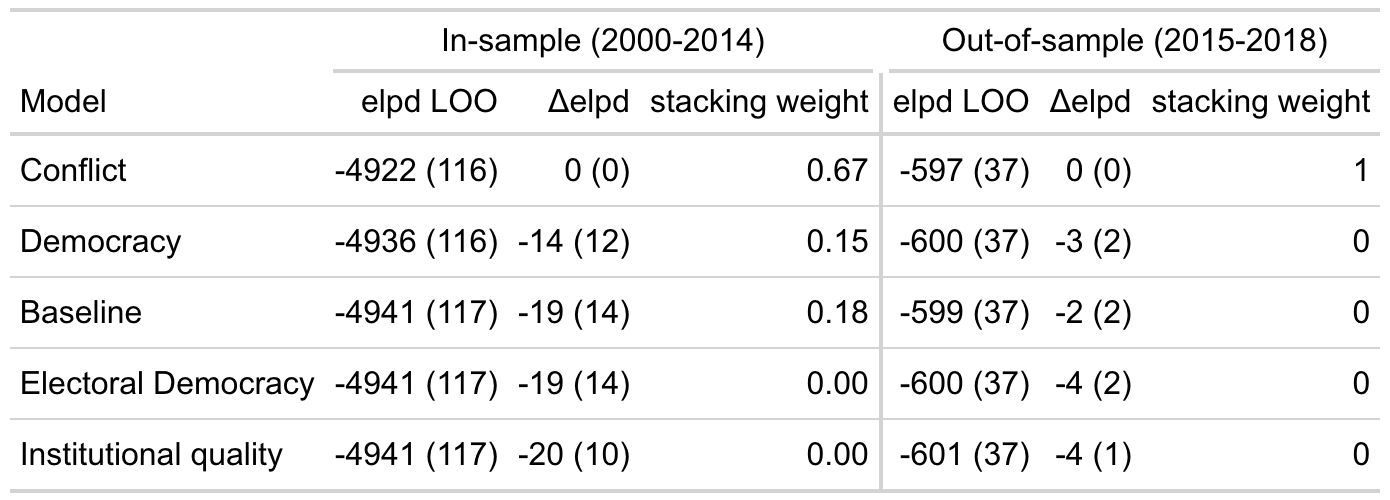 In-sample (2000-2014) Out-of-sample (2015-2018)
Model elpd LOO Δelpd stacking weight elpd LOO Δelpd stacking weight
Conflict -4922 (116) 0 (0) 0.67 -597 (37) 0 (0) 1
Democracy -4936 (116) -14 (12) 0.15 -600 (37) -3 (2) 0
Baseline -4941 (117) -19 (14) 0.18 -599 (37) -2 (2) 0
Electoral Democracy -4941 (117) -19 (14) 0.00 -600 (37) -4 (2) 0
Institutional quality -4941 (117) -20 (10) 0.00 -601 (37) -4 (1) 0